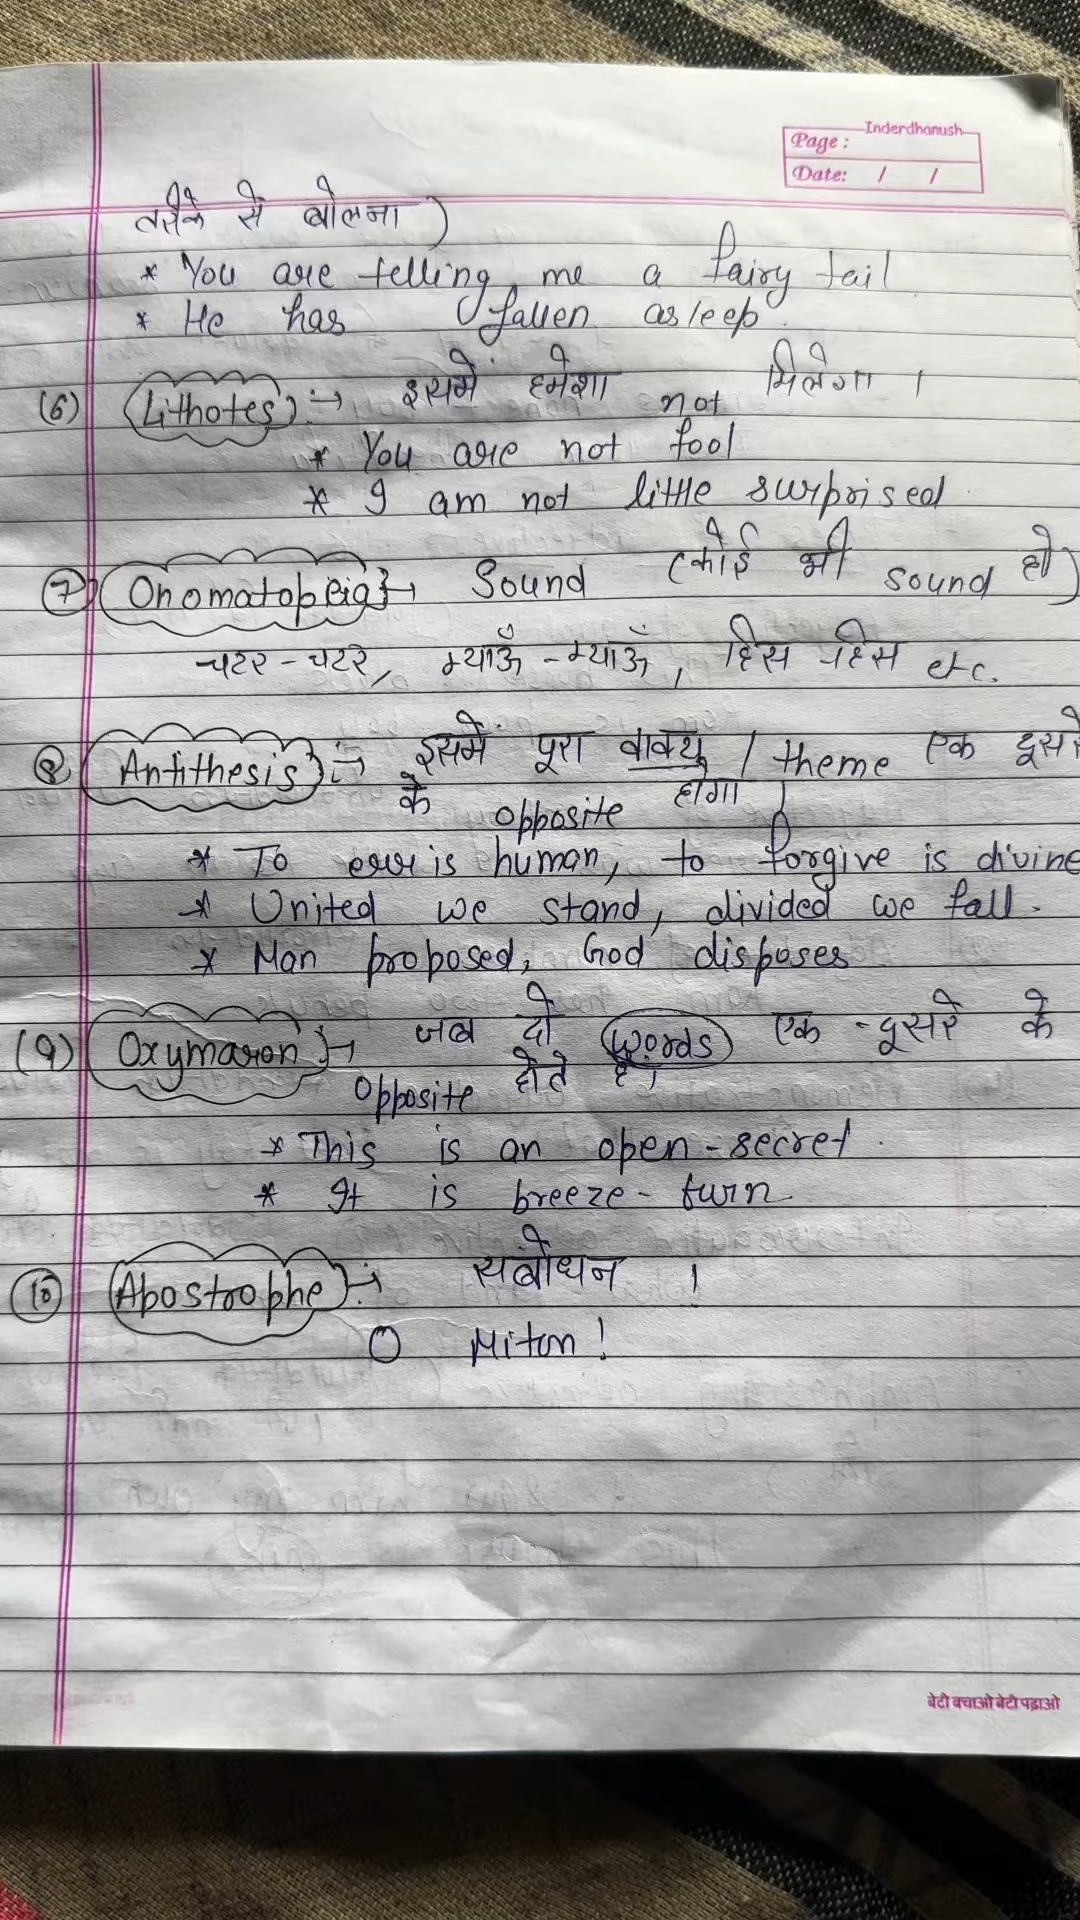 Inderdhanush
Page :
Date: / /
तरीके से बोलना )
* You are telling me a fairy tail
* He has fallen asleep.
(6) Lithotes :→ इसमें हमेशा not मिलेगा ।
* You are not fool
* I am not little surprised
(7) Onomatopeia → Sound (कोई भी sound हो)
चटर-चटर, म्याऊँ-म्याऊँ, हिस हिस etc.
8 Antithesis :→ इसमें पूरा वाक्य / theme एक दूसरे
के opposite होगा
* To err is human, to forgive is divine
* United we stand, divided we fall.
* Man proposed, God disposes
(9) Oxymaron → जब दो words एक-दूसरे के
opposite होते है।
* This is an open-secret.
* It is breeze-turn
(10) Apostrophe :→ संबोधन !
O Miton!
बेटी बचाओ बेटी पढ़ाओ